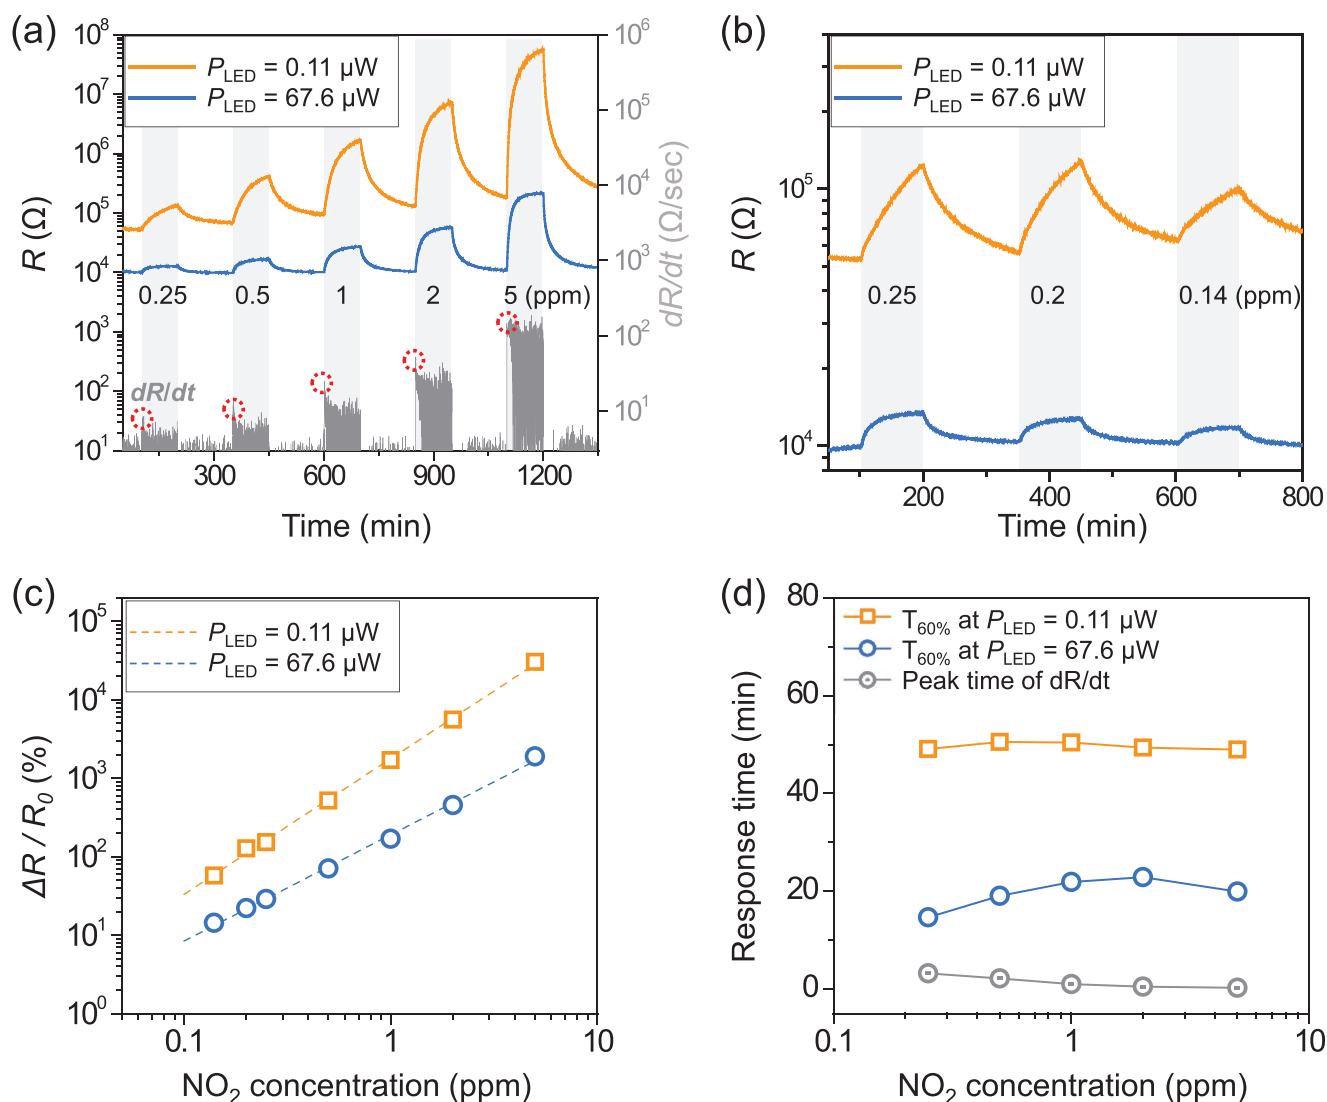 (a)
P_LED = 0.11 µW
P_LED = 67.6 µW
10^8
10^7
10^6
10^5
10^4
10^3
10^2
10^1
R (Ω)
10^6
10^5
10^4
10^3
10^2
10^1
dR/dt (Ω/sec)
0.25 0.5 1 2 5 (ppm)
dR/dt
300 600 900 1200
Time (min)
(b)
P_LED = 0.11 µW
P_LED = 67.6 µW
10^5
10^4
R (Ω)
0.25 0.2 0.14 (ppm)
200 400 600 800
Time (min)
(c)
P_LED = 0.11 µW
P_LED = 67.6 µW
10^5
10^4
10^3
10^2
10^1
10^0
ΔR / R_0 (%)
0.1 1 10
NO_2 concentration (ppm)
(d)
T_60% at P_LED = 0.11 µW
T_60% at P_LED = 67.6 µW
Peak time of dR/dt
80
60
40
20
0
Response time (min)
0.1 1 10
NO_2 concentration (ppm)